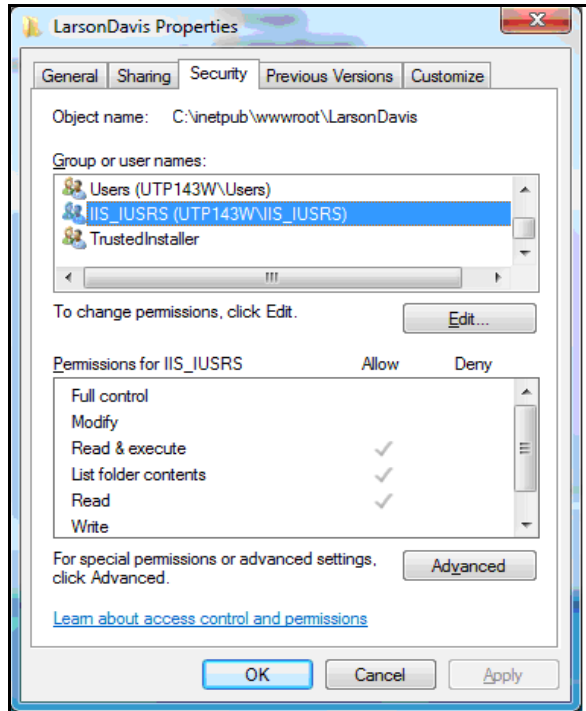 LarsonDavis Properties
General Sharing Security Previous Versions Customize
Object name: C:\inetpub\wwwroot\LarsonDavis
Group or user names:
Users (UTP143W\Users)
IIS_IUSRS (UTP143W\IIS_IUSRS)
TrustedInstaller
To change permissions, click Edit.
Edit...
Permissions for IIS_IUSRS Allow Deny
Full control
Modify
Read & execute
List folder contents
Read
Write
For special permissions or advanced settings,
click Advanced.
Advanced
Learn about access control and permissions
OK Cancel Apply